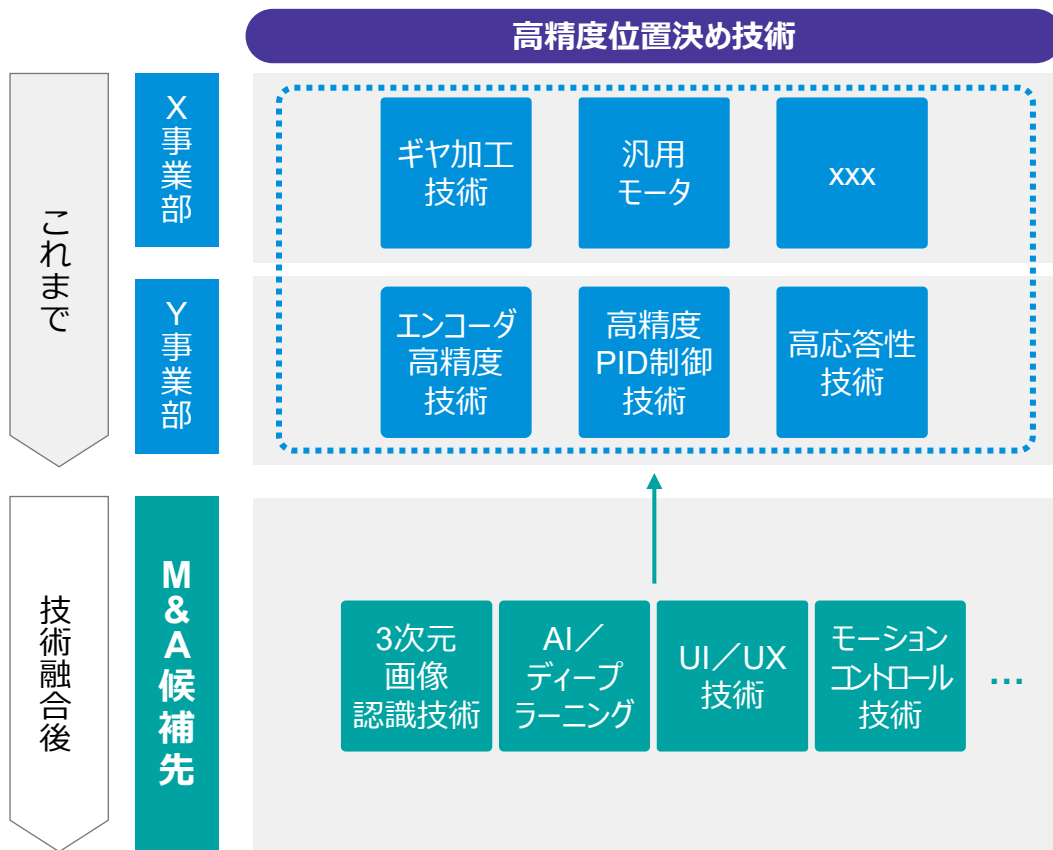 高精度位置決め技術
これまで
X事業部
ギヤ加工
技術
汎用
モータ
xxx
Y事業部
エンコーダ
高精度
技術
高精度
PID制御
技術
高応答性
技術
技術融合後
M&A候補先
3次元
画像
認識技術
AI／
ディープ
ラーニング
UI／UX
技術
モーション
コントロール
技術
…